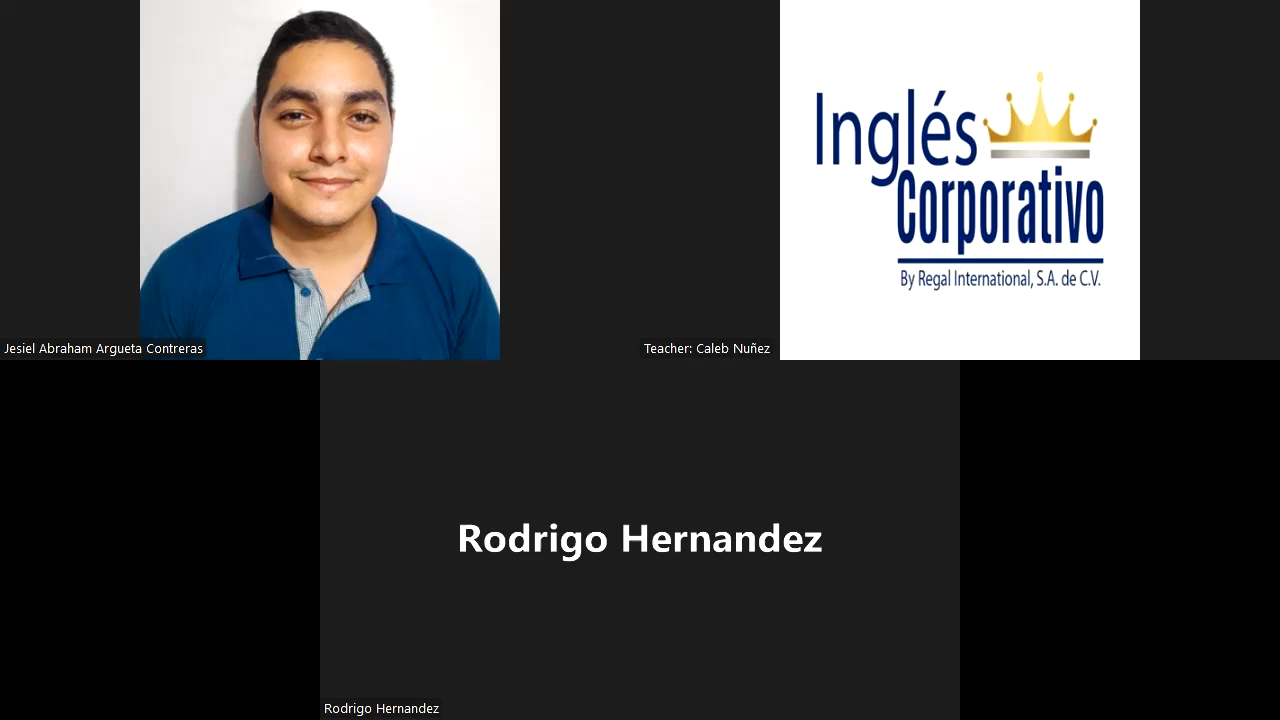 Inglés
Corporativo
By Regal International, S.A. de C.V.
Jesiel Abraham Argueta Contreras
Teacher: Caleb Nuñez
Rodrigo Hernandez
Rodrigo Hernandez